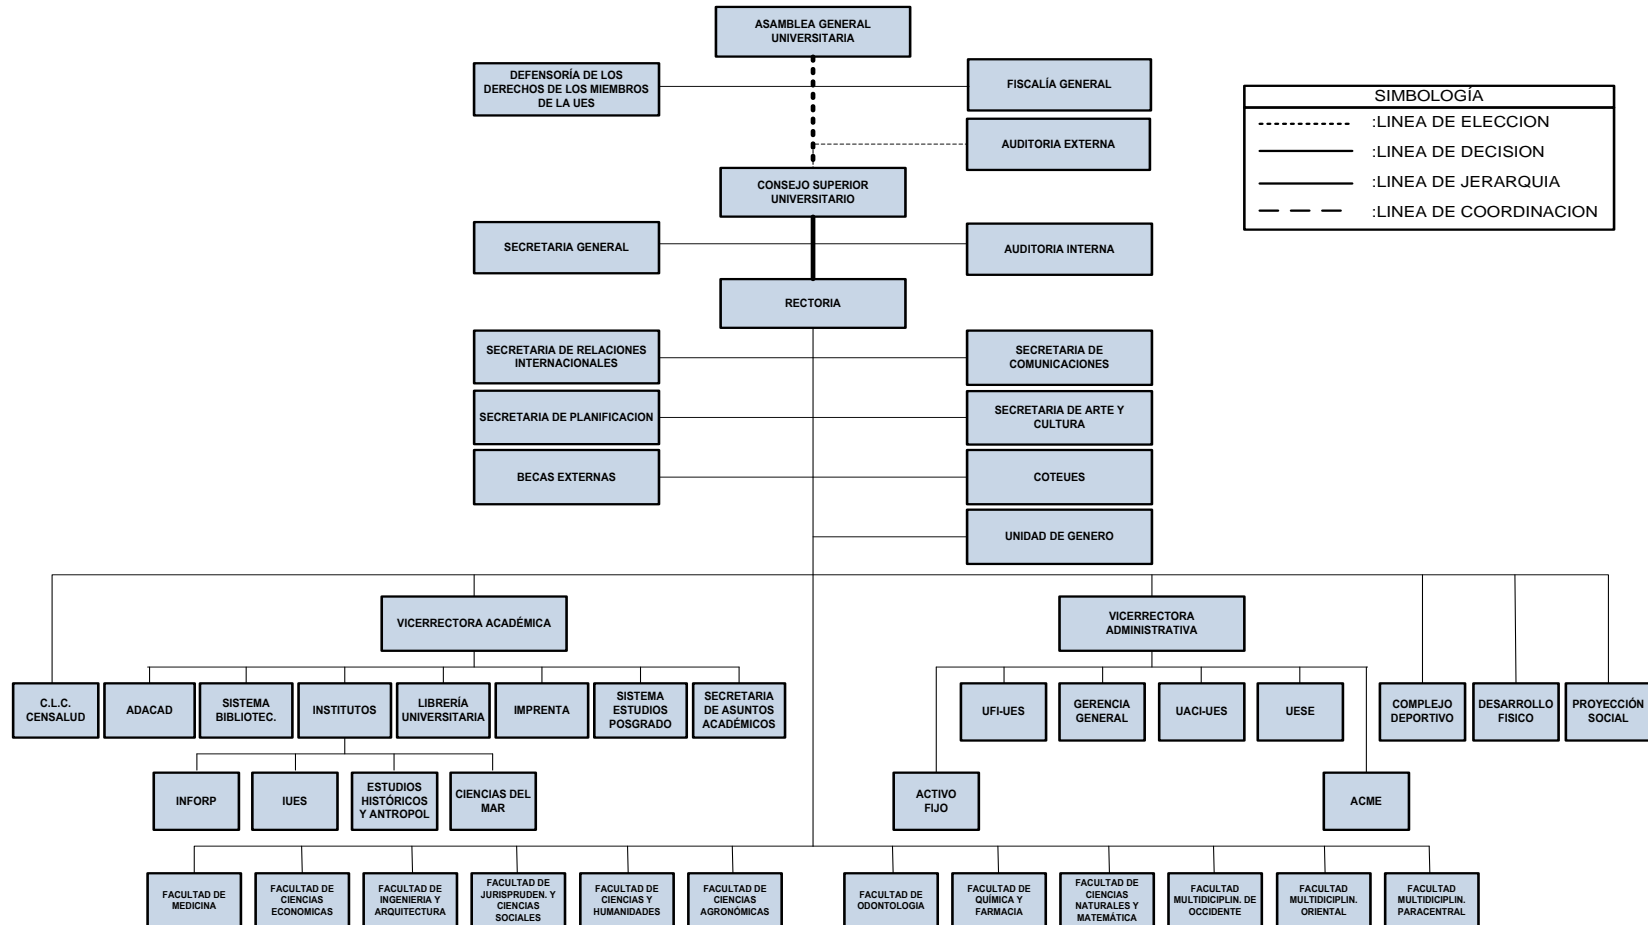 ASAMBLEA GENERAL
UNIVERSITARIA
DEFENSORÍA DE LOS
DERECHOS DE LOS MIEMBROS
DE LA UES
FISCALÍA GENERAL
AUDITORIA EXTERNA
SIMBOLOGÍA
:LINEA DE ELECCION
:LINEA DE DECISION
:LINEA DE JERARQUIA
:LINEA DE COORDINACION
CONSEJO SUPERIOR
UNIVERSITARIO
SECRETARIA GENERAL
AUDITORIA INTERNA
RECTORIA
SECRETARIA DE RELACIONES
INTERNACIONALES
SECRETARIA DE
COMUNICACIONES
SECRETARIA DE PLANIFICACION
SECRETARIA DE ARTE Y
CULTURA
BECAS EXTERNAS
COTEUES
UNIDAD DE GENERO
VICERRECTORA ACADÉMICA
VICERRECTORA
ADMINISTRATIVA
C.L.C.
CENSALUD
ADACAD
SISTEMA
BIBLIOTEC.
INSTITUTOS
LIBRERÍA
UNIVERSITARIA
IMPRENTA
SISTEMA
ESTUDIOS
POSGRADO
SECRETARIA
DE ASUNTOS
ACADÉMICOS
UFI-UES
GERENCIA
GENERAL
UACI-UES
UESE
COMPLEJO
DEPORTIVO
DESARROLLO
FISICO
PROYECCIÓN
SOCIAL
INFORP
IUES
ESTUDIOS
HISTÓRICOS
Y ANTROPOL
CIENCIAS DEL
MAR
ACTIVO
FIJO
ACME
FACULTAD DE
MEDICINA
FACULTAD DE
CIENCIAS
ECONOMICAS
FACULTAD DE
INGENIERIA Y
ARQUITECTURA
FACULTAD DE
JURISPRUDEN. Y
CIENCIAS
SOCIALES
FACULTAD DE
CIENCIAS Y
HUMANIDADES
FACULTAD DE
CIENCIAS
AGRONÓMICAS
FACULTAD DE
ODONTOLOGIA
FACULTAD DE
QUÍMICA Y
FARMACIA
FACULTAD DE
CIENCIAS
NATURALES Y
MATEMÁTICA
FACULTAD
MULTIDICIPLIN. DE
OCCIDENTE
FACULTAD
MULTIDICIPLIN.
ORIENTAL
FACULTAD
MULTIDICIPLIN.
PARACENTRAL